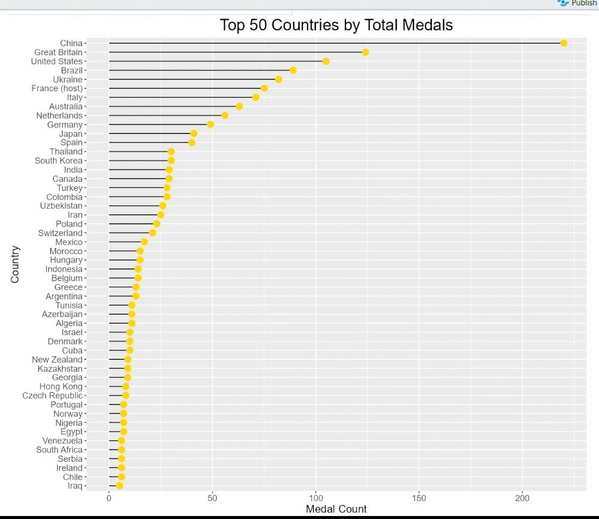 Publish
Top 50 Countries by Total Medals
China
Great Britain
United States
Brazil
Ukraine
France (host)
Italy
Australia
Netherlands
Germany
Japan
Spain
Thailand
South Korea
India
Canada
Turkey
Colombia
Uzbekistan
Iran
Poland
Switzerland
Mexico
Morocco
Hungary
Indonesia
Belgium
Greece
Argentina
Tunisia
Azerbaijan
Algeria
Israel
Denmark
Cuba
New Zealand
Kazakhstan
Georgia
Hong Kong
Czech Republic
Portugal
Norway
Nigeria
Egypt
Venezuela
South Africa
Serbia
Ireland
Chile
Iraq
Country
0 50 100 150 200
Medal Count